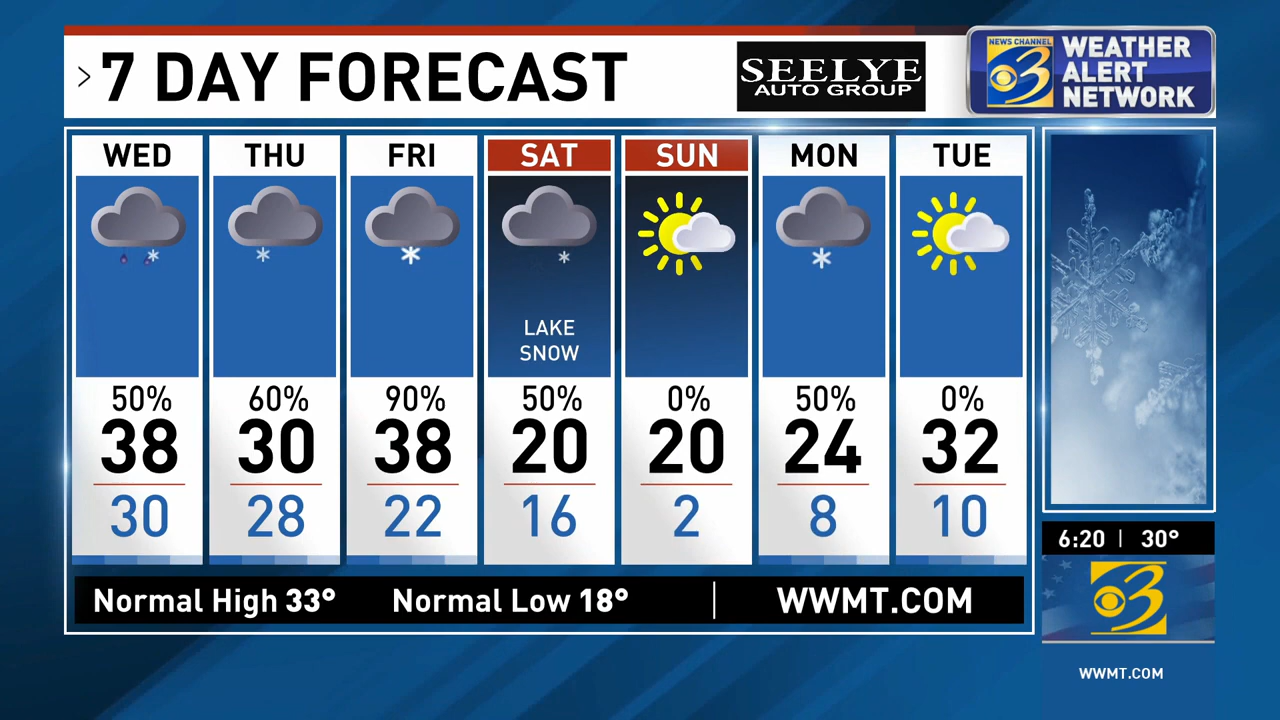 > 7 DAY FORECAST
SEELYE
AUTO GROUP
NEWS CHANNEL
3
WEATHER
ALERT
NETWORK
WED THU FRI SAT SUN MON TUE
LAKE
SNOW
50% 60% 90% 50% 0% 50% 0%
38 30 38 20 20 24 32
30 28 22 16 2 8 10
Normal High 33° Normal Low 18° | WWMT.COM
6:20 | 30°
3
WWMT.COM